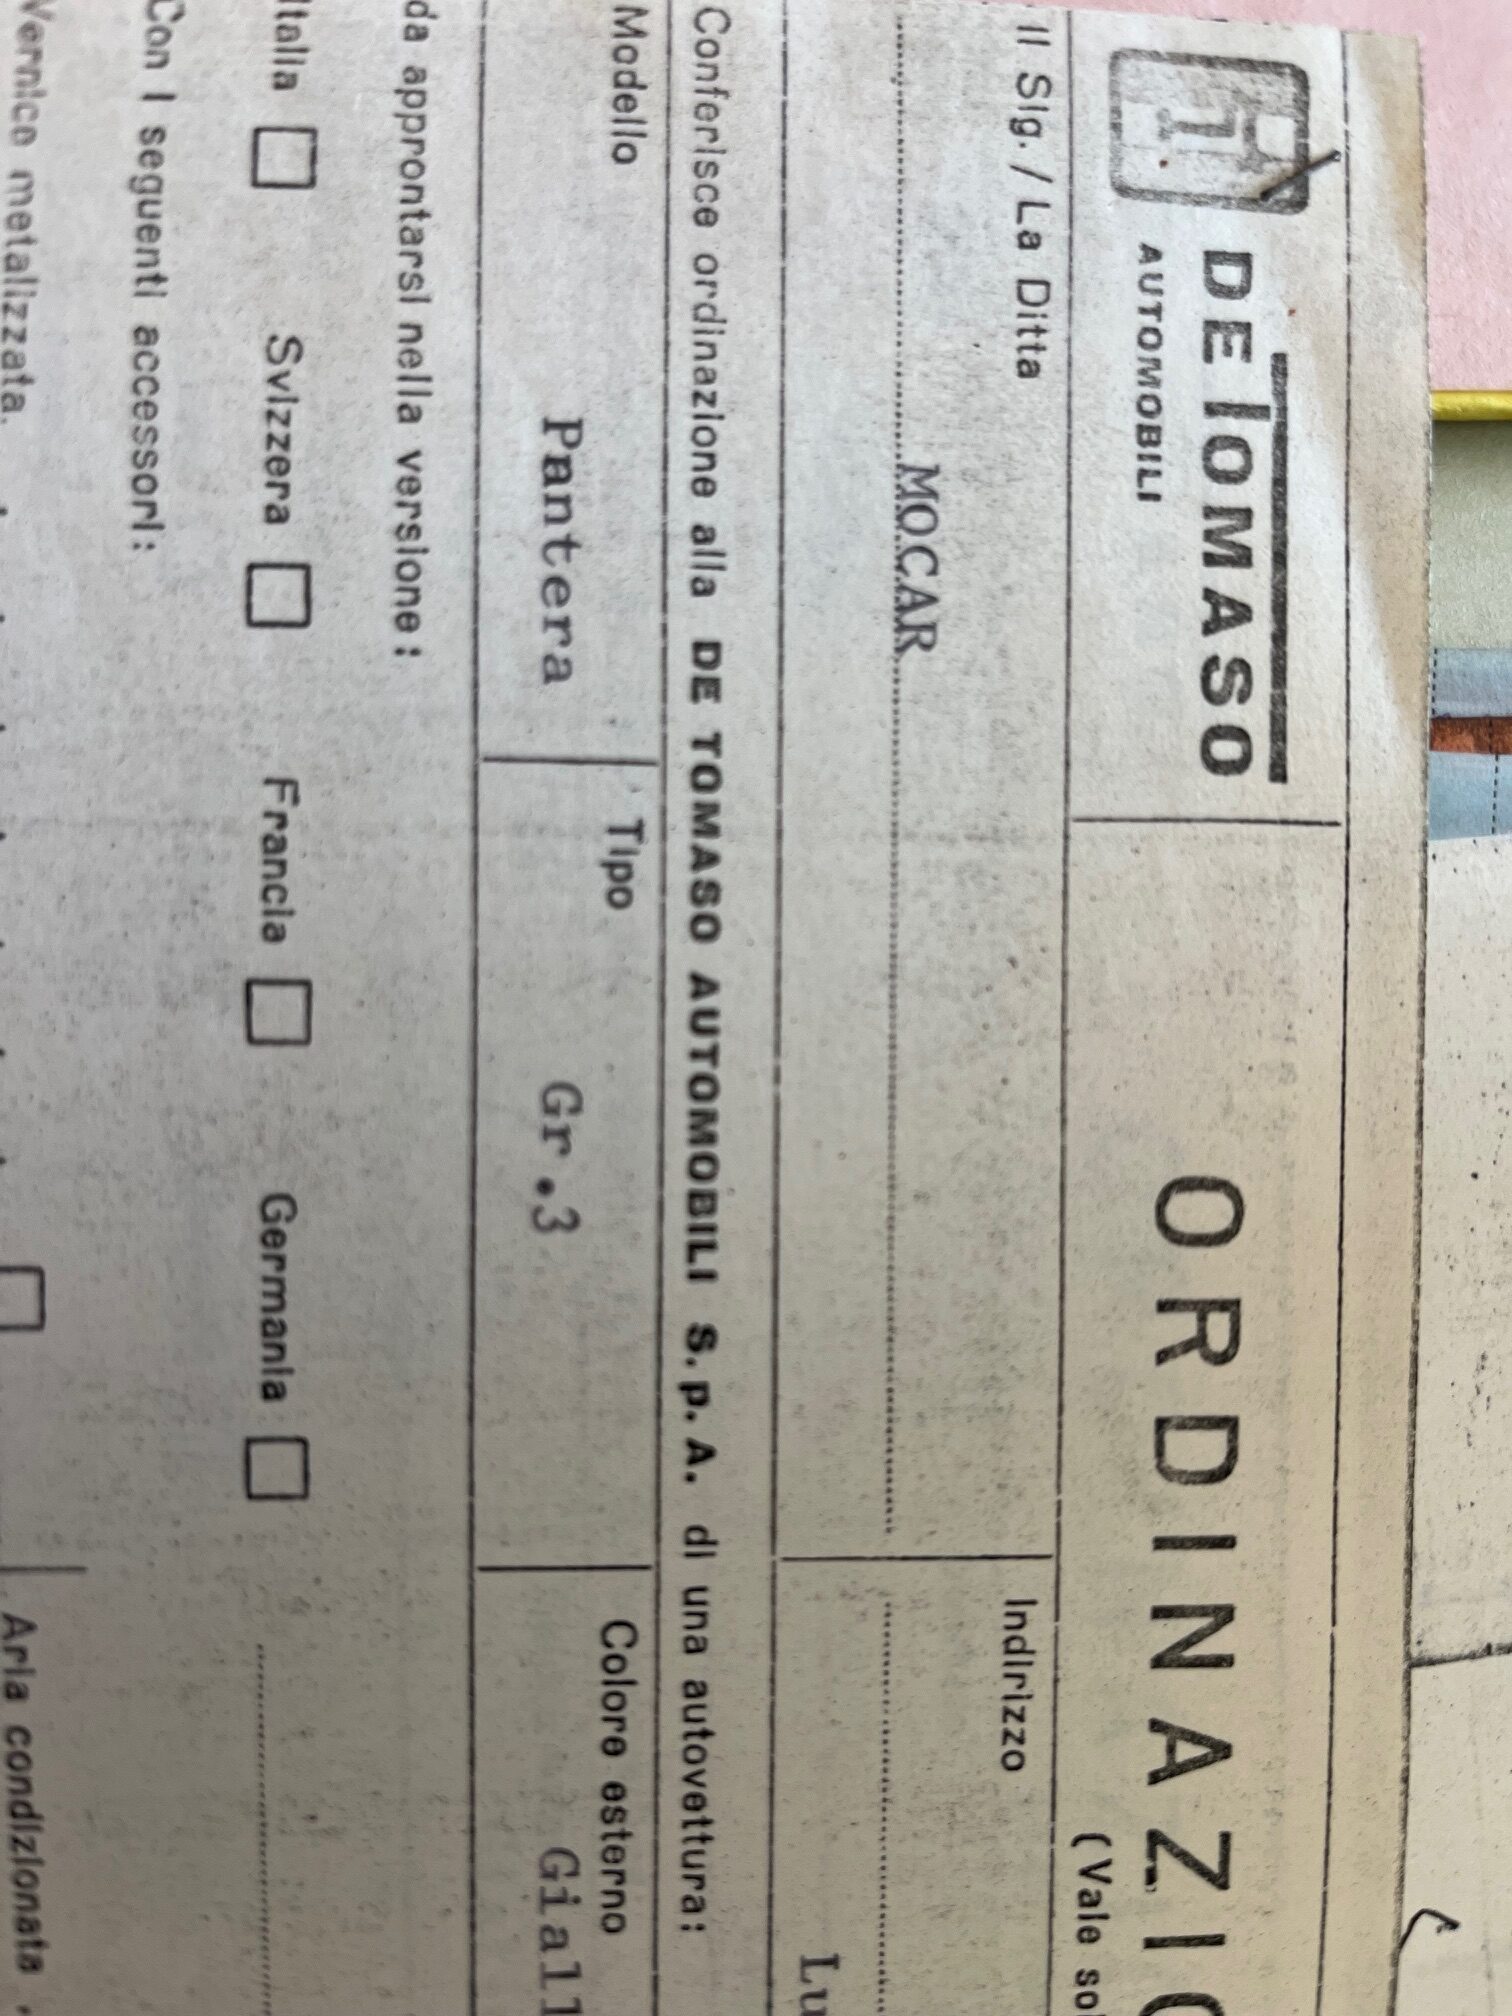 DE TOMASO
AUTOMOBILI
ORDINAZIO
(Vale so
Il Sig. / La Ditta
Indirizzo
MOCAR
Lu
Conferisce ordinazione alla DE TOMASO AUTOMOBILI S.p.A. di una autovettura:
Modello
Tipo
Colore esterno
Pantera
Gr.3
Giall
da approntarsi nella versione:
Italia
Svizzera
Francia
Germania
Con i seguenti accessori:
Vernice metalizzata
Aria condizionata